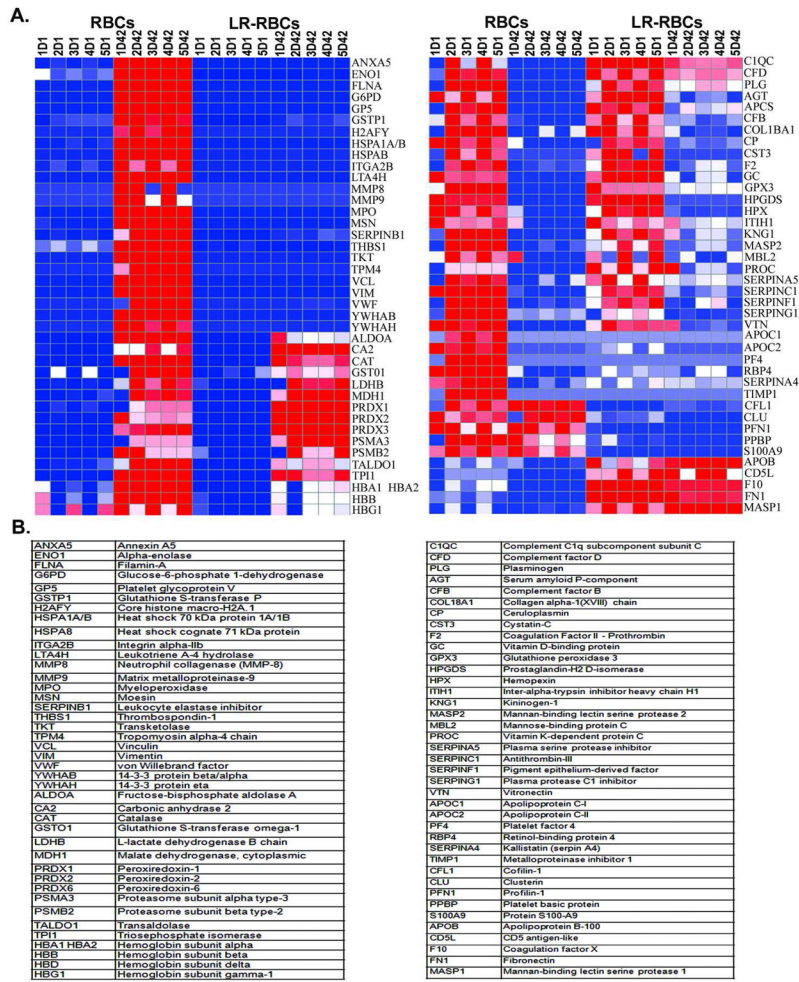 A.
RBCs LR-RBCs
1D1 2D1 3D1 4D1 5D1 1D42 2D42 3D42 4D42 5D42 1D1 2D1 3D1 4D1 5D1 1D42 2D42 3D42 4D42 5D42
ANXA5
ENO1
FLNA
G6PD
GP5
GSTP1
H2AFY
HSPA1A/B
HSPAB
ITGA2B
LTA4H
MMP8
MMP9
MPO
MSN
SERPINB1
THBS1
TKT
TPM4
VCL
VIM
VWF
YWHAB
YWHAH
ALDOA
CA2
CAT
GST01
LDHB
MDH1
PRDX1
PRDX2
PRDX3
PSMA3
PSMB2
TALDO1
TPI1
HBA1 HBA2
HBB
HBG1
RBCs LR-RBCs
1D1 2D1 3D1 4D1 5D1 1D42 2D42 3D42 4D42 5D42 1D1 2D1 3D1 4D1 5D1 1D42 2D42 3D42 4D42 5D42
C1QC
CFD
PLG
AGT
APCS
CFB
COL1BA1
CP
CST3
F2
GC
GPX3
HPGDS
HPX
ITIH1
KNG1
MASP2
MBL2
PROC
SERPINA5
SERPINC1
SERPINF1
SERPING1
VTN
APOC1
APOC2
PF4
RBP4
SERPINA4
TIMP1
CFL1
CLU
PFN1
PPBP
S100A9
APOB
CD5L
F10
FN1
MASP1
B.
ANXA5 Annexin A5
ENO1 Alpha-enolase
FLNA Filamin-A
G6PD Glucose-6-phosphate 1-dehydrogenase
GP5 Platelet glycoprotein V
GSTP1 Glutathione S-transferase P
H2AFY Core histone macro-H2A.1
HSPA1A/B Heat shock 70 kDa protein 1A/1B
HSPA8 Heat shock cognate 71 kDa protein
ITGA2B Integrin alpha-IIb
LTA4H Leukotriene A-4 hydrolase
MMP8 Neutrophil collagenase (MMP-8)
MMP9 Matrix metalloproteinase-9
MPO Myeloperoxidase
MSN Moesin
SERPINB1 Leukocyte elastase inhibitor
THBS1 Thrombospondin-1
TKT Transketolase
TPM4 Tropomyosin alpha-4 chain
VCL Vinculin
VIM Vimentin
VWF von Willebrand factor
YWHAB 14-3-3 protein beta/alpha
YWHAH 14-3-3 protein eta
ALDOA Fructose-bisphosphate aldolase A
CA2 Carbonic anhydrase 2
CAT Catalase
GSTO1 Glutathione S-transferase omega-1
LDHB L-lactate dehydrogenase B chain
MDH1 Malate dehydrogenase, cytoplasmic
PRDX1 Peroxiredoxin-1
PRDX2 Peroxiredoxin-2
PRDX6 Peroxiredoxin-6
PSMA3 Proteasome subunit alpha type-3
PSMB2 Proteasome subunit beta type-2
TALDO1 Transaldolase
TPI1 Triosephosphate isomerase
HBA1 HBA2 Hemoglobin subunit alpha
HBB Hemoglobin subunit beta
HBD Hemoglobin subunit delta
HBG1 Hemoglobin subunit gamma-1
C1QC Complement C1q subcomponent subunit C
CFD Complement factor D
PLG Plasminogen
AGT Serum amyloid P-component
CFB Complement factor B
COL18A1 Collagen alpha-1(XVIII) chain
CP Ceruloplasmin
CST3 Cystatin-C
F2 Coagulation Factor II - Prothrombin
GC Vitamin D-binding protein
GPX3 Glutathione peroxidase 3
HPGDS Prostaglandin-H2 D-isomerase
HPX Hemopexin
ITIH1 Inter-alpha-trypsin inhibitor heavy chain H1
KNG1 Kininogen-1
MASP2 Mannan-binding lectin serine protease 2
MBL2 Mannose-binding protein C
PROC Vitamin K-dependent protein C
SERPINA5 Plasma serine protease inhibitor
SERPINC1 Antithrombin-III
SERPINF1 Pigment epithelium-derived factor
SERPING1 Plasma protease C1 inhibitor
VTN Vitronectin
APOC1 Apolipoprotein C-I
APOC2 Apolipoprotein C-II
PF4 Platelet factor 4
RBP4 Retinol-binding protein 4
SERPINA4 Kallistatin (serpin A4)
TIMP1 Metalloproteinase inhibitor 1
CFL1 Cofilin-1
CLU Clusterin
PFN1 Profilin-1
PPBP Platelet basic protein
S100A9 Protein S100-A9
APOB Apolipoprotein B-100
CD5L CD5 antigen-like
F10 Coagulation factor X
FN1 Fibronectin
MASP1 Mannan-binding lectin serine protease 1